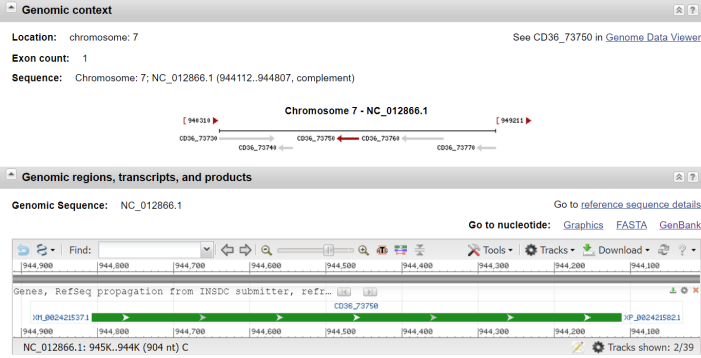 Genomic context
Location: chromosome: 7
See CD36_73750 in Genome Data Viewer
Exon count: 1
Sequence: Chromosome: 7; NC_012866.1 (944112..944807, complement)
Chromosome 7 - NC_012866.1
[ 940310
[ 949211
CD36_73730
CD36_73750
CD36_73760
CD36_73740
CD36_73770
Genomic regions, transcripts, and products
Go to reference sequence details
Genomic Sequence: NC_012866.1
Go to nucleotide: Graphics FASTA GenBank
Find:
Tools
Tracks
Download
?
944,900 944,800 944,700 944,600 944,500 944,400 944,300 944,200 944,100
Genes, RefSeq propagation from INSDC submitter, refr...
CD36_73750
XM_002421537.1
XP_002421582.1
944,900 944,800 944,700 944,600 944,500 944,400 944,300 944,200 944,100
NC_012866.1: 945K..944K (904 nt) C
Tracks shown: 2/39